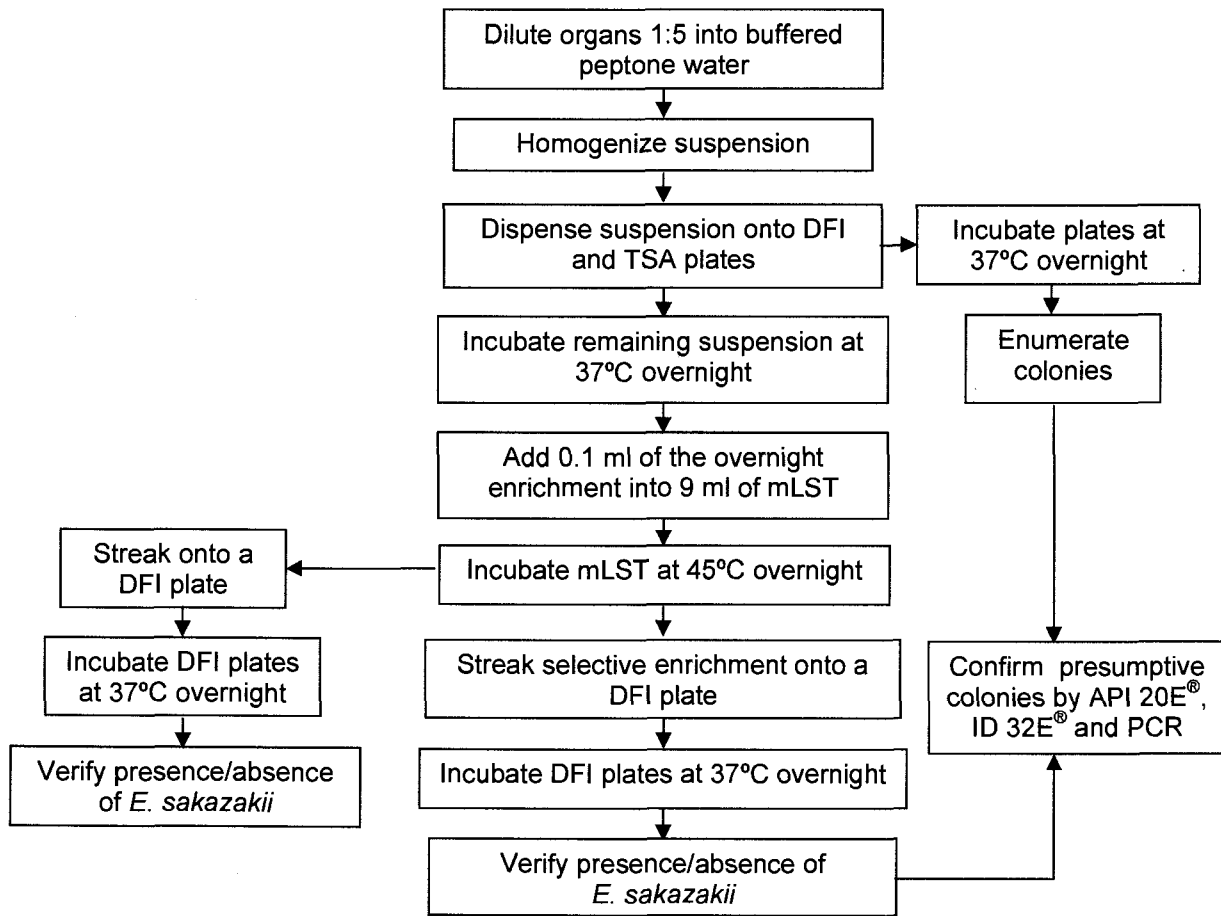 Dilute organs 1:5 into buffered
peptone water
Homogenize suspension
Dispense suspension onto DFI
and TSA plates
Incubate plates at
37ºC overnight
Incubate remaining suspension at
37ºC overnight
Enumerate
colonies
Add 0.1 ml of the overnight
enrichment into 9 ml of mLST
Streak onto a
DFI plate
Incubate mLST at 45ºC overnight
Incubate DFI plates
at 37ºC overnight
Streak selective enrichment onto a
DFI plate
Confirm presumptive
colonies by API 20E®,
ID 32E® and PCR
Verify presence/absence
of E. sakazakii
Incubate DFI plates at 37ºC overnight
Verify presence/absence of
E. sakazakii